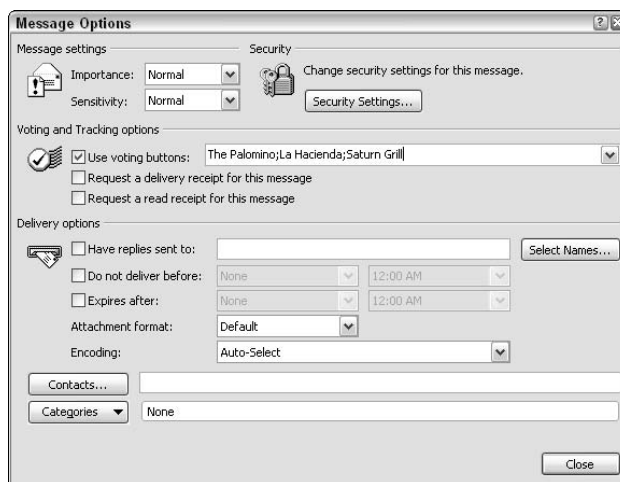 Message Options
Message settings
Security
Importance: Normal
Change security settings for this message.
Sensitivity: Normal
Security Settings...
Voting and Tracking options
Use voting buttons: The Palomino;La Hacienda;Saturn Grill
Request a delivery receipt for this message
Request a read receipt for this message
Delivery options
Have replies sent to: Select Names...
Do not deliver before: None 12:00 AM
Expires after: None 12:00 AM
Attachment format: Default
Encoding: Auto-Select
Contacts...
Categories None
Close